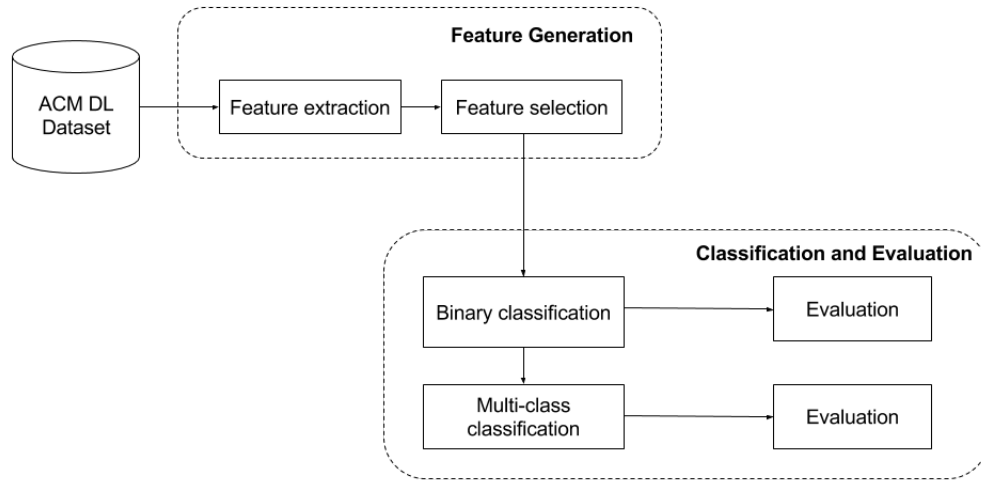 Feature Generation
ACM DL
Dataset
Feature extraction
Feature selection
Classification and Evaluation
Binary classification
Evaluation
Multi-class
classification
Evaluation